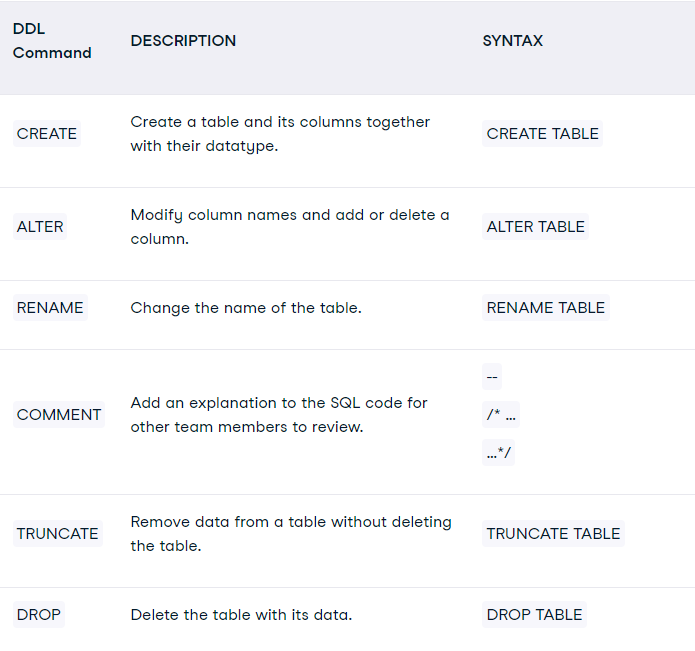 DDL
Command
DESCRIPTION
SYNTAX
CREATE
Create a table and its columns together
with their datatype.
CREATE TABLE
ALTER
Modify column names and add or delete a
column.
ALTER TABLE
RENAME
Change the name of the table.
RENAME TABLE
COMMENT
Add an explanation to the SQL code for
other team members to review.
--
/* …
…*/
TRUNCATE
Remove data from a table without deleting
the table.
TRUNCATE TABLE
DROP
Delete the table with its data.
DROP TABLE